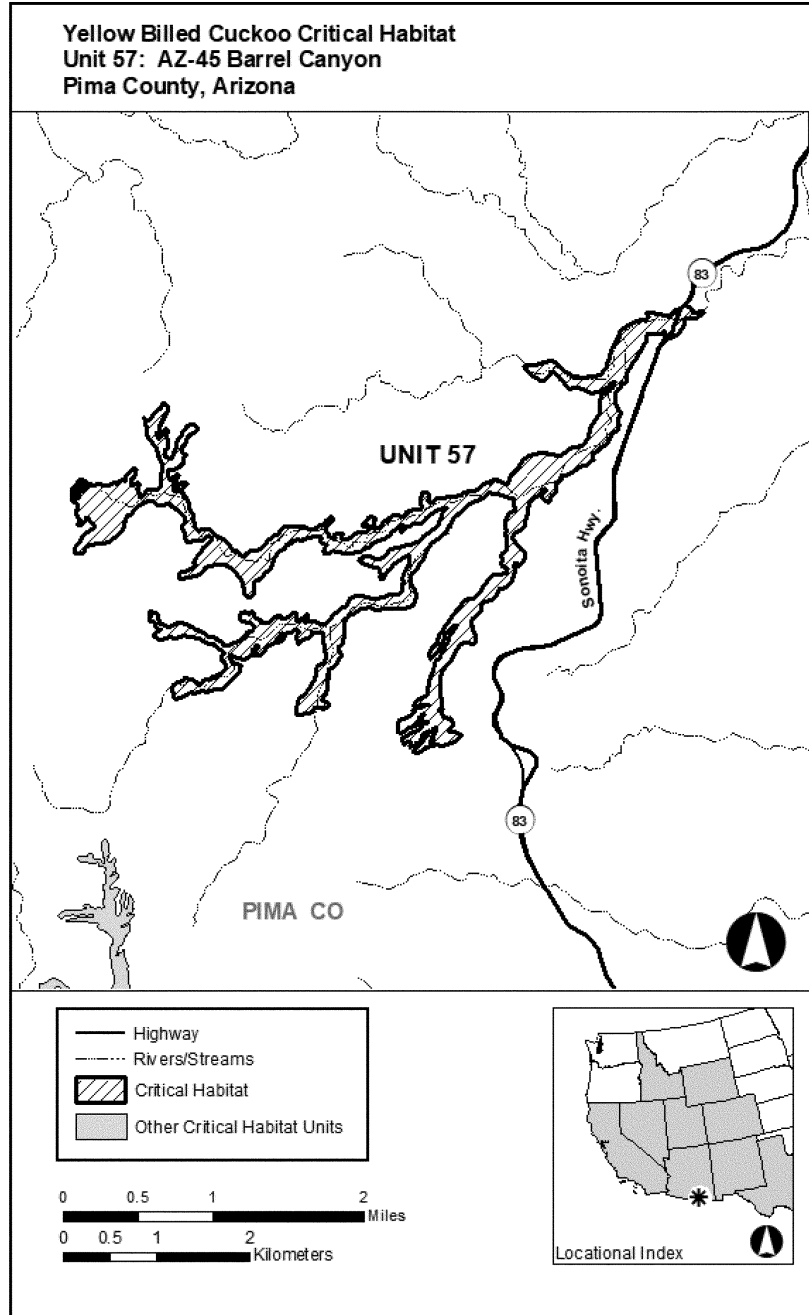 Yellow Billed Cuckoo Critical Habitat
Unit 57: AZ-45 Barrel Canyon
Pima County, Arizona
83
UNIT 57
Sonoita Hwy.
83
PIMA CO
Highway
Rivers/Streams
Critical Habitat
Other Critical Habitat Units
0 0.5 1 2
Miles
0 0.5 1 2
Kilometers
Locational Index